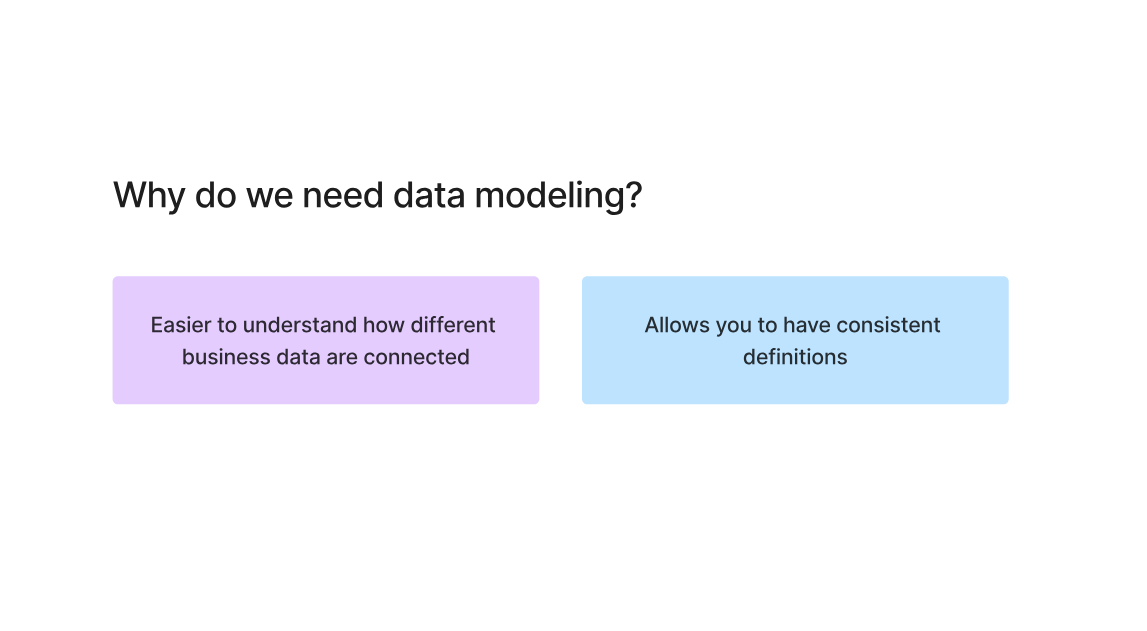 Why do we need data modeling?
Easier to understand how different
business data are connected
Allows you to have consistent
definitions